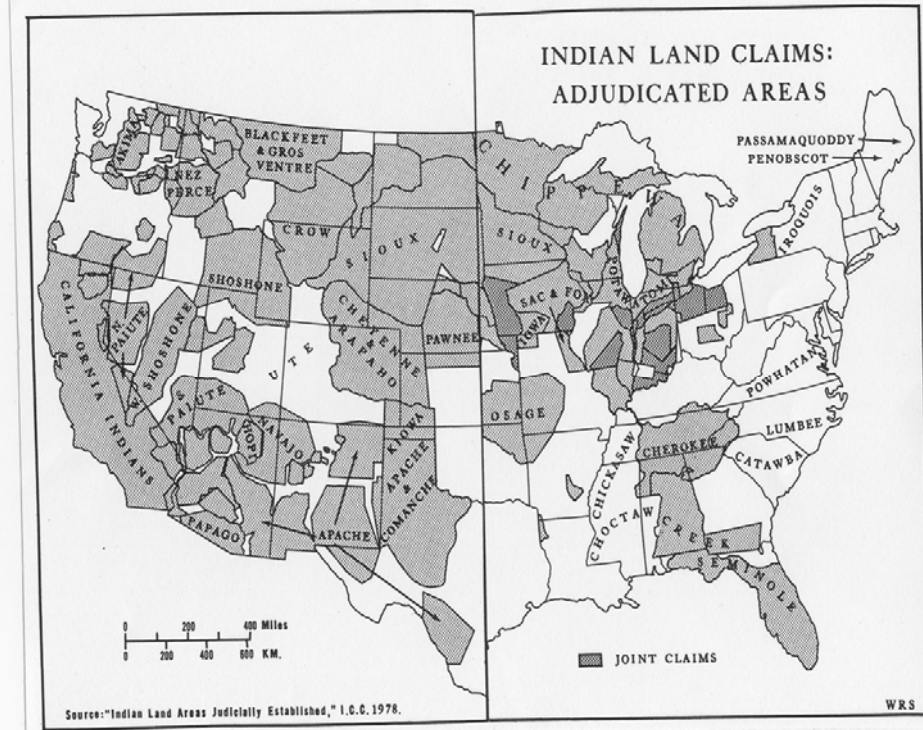 INDIAN LAND CLAIMS:
ADJUDICATED AREAS
PASSAMAQUODDY
PENOBSCOT
IROQUOIS
YAKIMA
NEZ
PERCE
BLACKFEET
& GROS
VENTRE
CHIPPEWA
CROW
SIOUX
SIOUX
POTAWATOMI
SHOSHONE
N.
PAIUTE
W. SHOSHONE
CALIFORNIA INDIANS
UTE
CHEYENNE
ARAPAHO
PAWNEE
IOWA
SAC & FOX
S.
PAIUTE
HOPI
NAVAJO
KIOWA
APACHE &
COMANCHE
OSAGE
POWHATAN
LUMBEE
CATAWBA
CHEROKEE
CHICKASAW
CHOCTAW
CREEK
SEMINOLE
PAPAGO
APACHE
0 200 400 Miles
0 200 400 600 KM.
JOINT CLAIMS
Source: "Indian Land Areas Judicially Established," I.C.C. 1978.
WRS